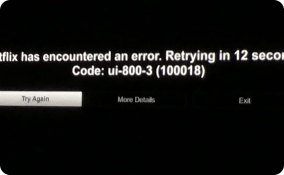 tflix has encountered an error. Retrying in 12 secon
Code: ui-800-3 (100018)
Try Again More Details Exit